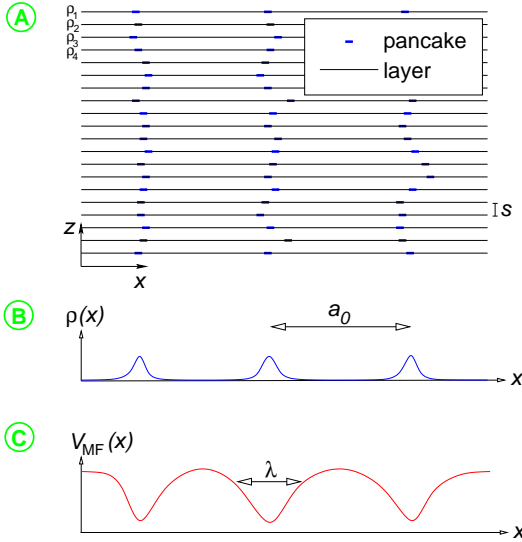 A
ρ1
ρ2
ρ3
ρ4
pancake
layer
s
z
x
B
ρ(x)
a0
x
C
VMF(x)
λ
x